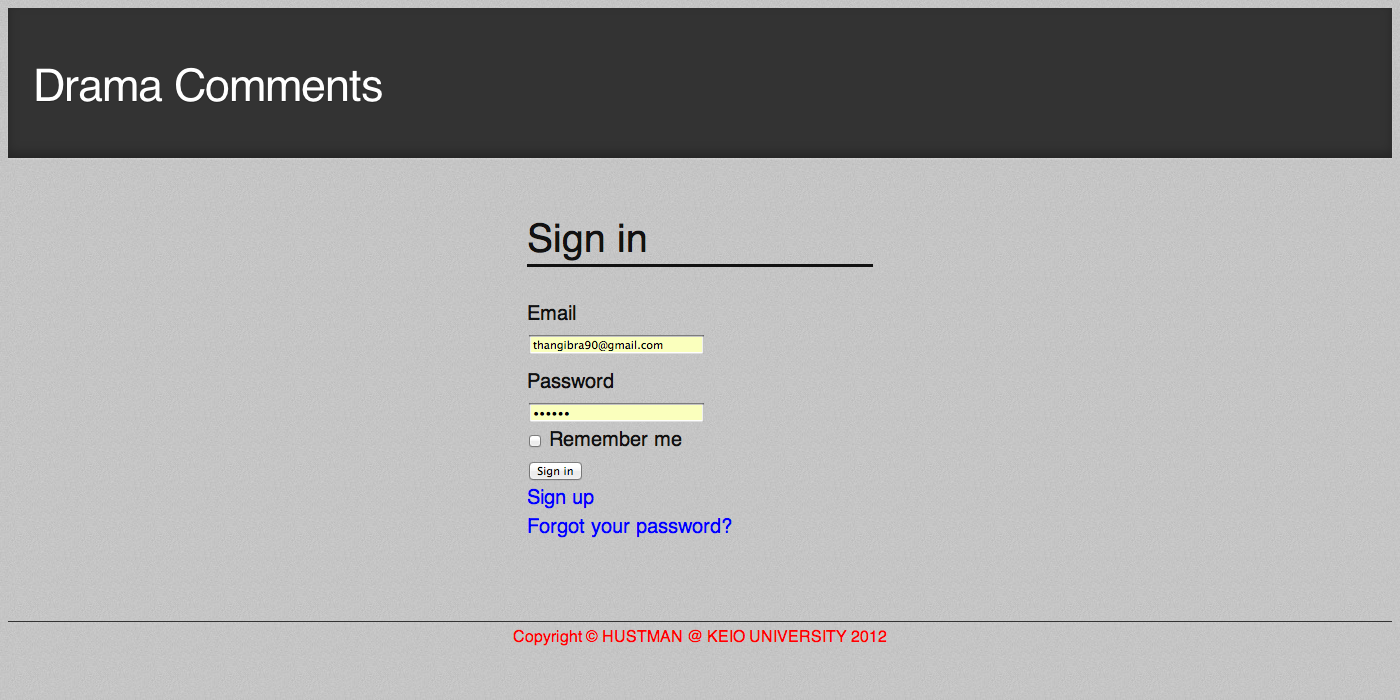 Drama Comments
Sign in
Email
thangibra90@gmail.com
Password
••••••
Remember me
Sign in
Sign up
Forgot your password?
Copyright © HUSTMAN @ KEIO UNIVERSITY 2012